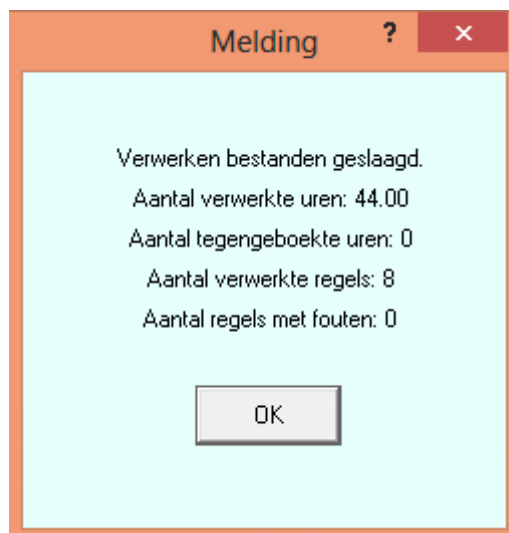 Melding ? ×
Verwerken bestanden geslaagd.
Aantal verwerkte uren: 44.00
Aantal tegengeboekte uren: 0
Aantal verwerkte regels: 8
Aantal regels met fouten: 0
OK